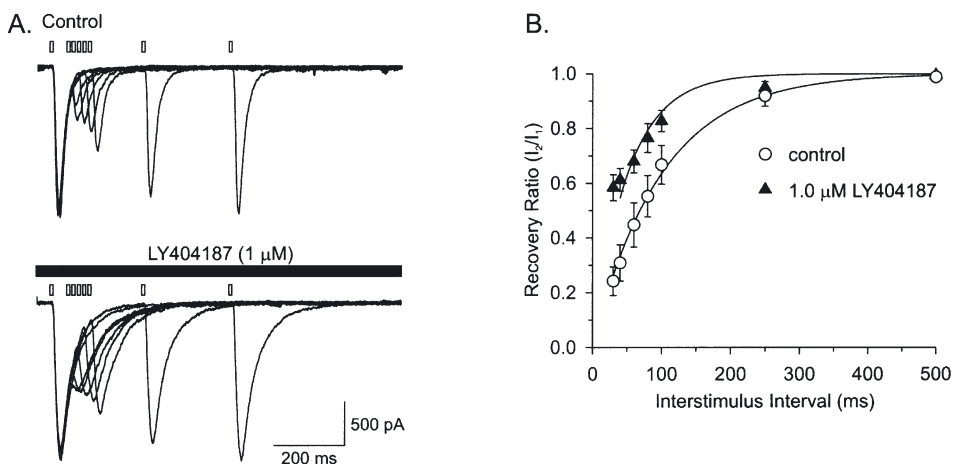 A.
Control
LY404187 (1 μM)
500 pA
200 ms
B.
Recovery Ratio (I₂/I₁)
1.0
0.8
0.6
0.4
0.2
0.0
0 100 200 300 400 500
Interstimulus Interval (ms)
control
1.0 μM LY404187